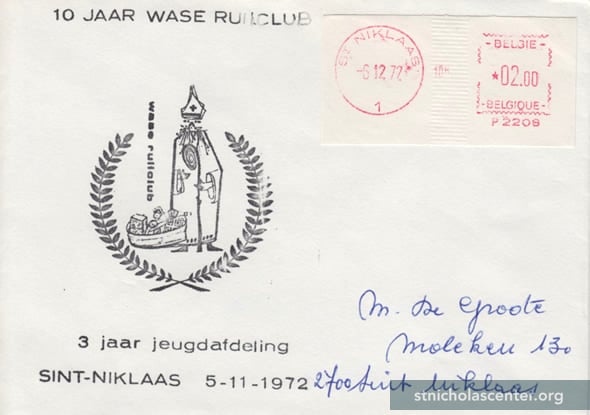 10 JAAR WASE RUILCLUB
St NIKLAAS
-6.12.72
1
10H
- BELGIE -
*02.00
- BELGIQUE -
P2208
wase ruilclub
3 jaar jeugdafdeling
SINT-NIKLAAS 5-11-1972
M. De Groote
Moleken 130
2700 Sint Niklaas
stnicholascenter.org